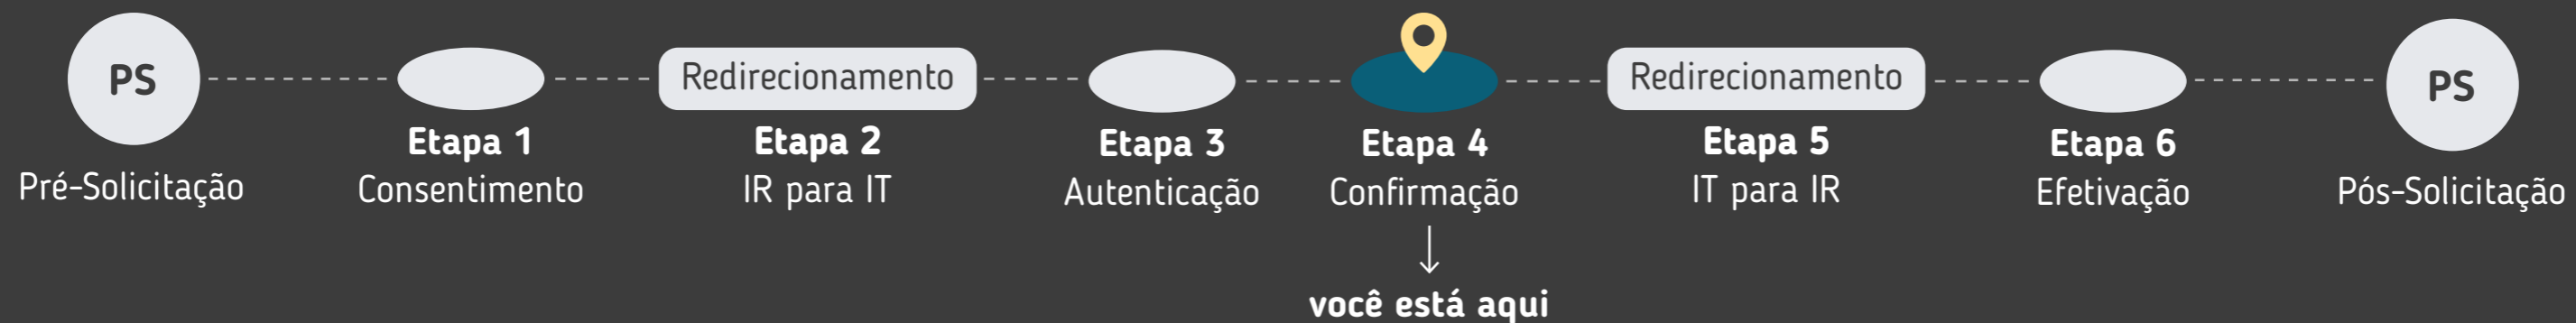 PS
Pré-Solicitação
Etapa 1
Consentimento
Redirecionamento
Etapa 2
IR para IT
Etapa 3
Autenticação
Etapa 4
Confirmação
você está aqui
Redirecionamento
Etapa 5
IT para IR
Etapa 6
Efetivação
PS
Pós-Solicitação